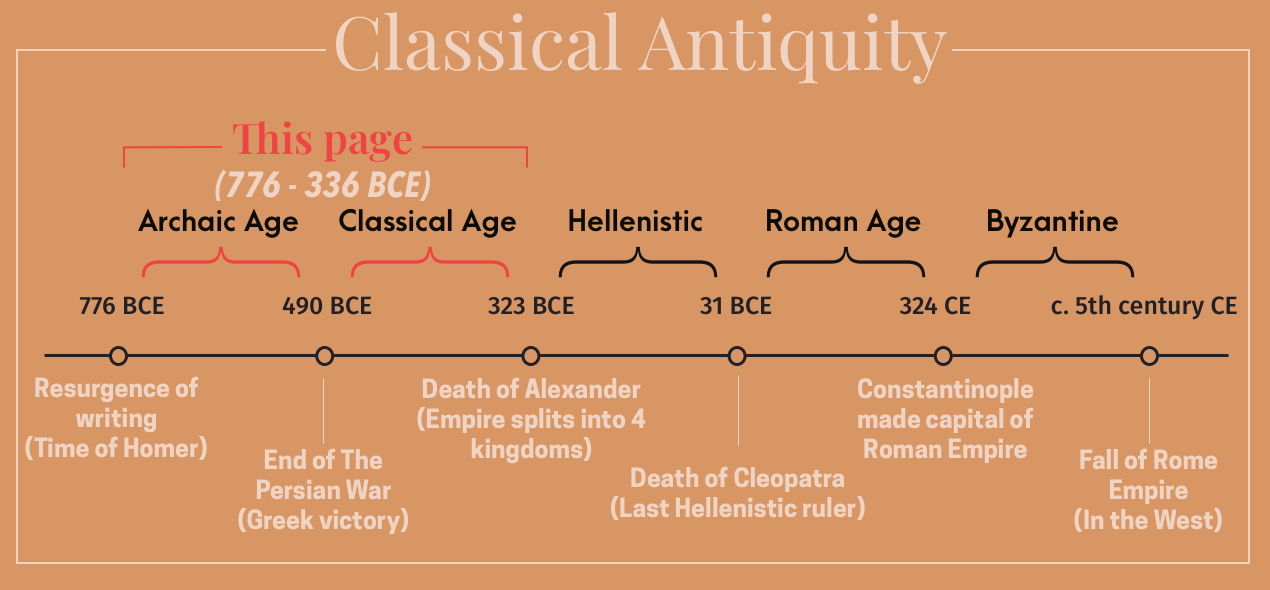 Classical Antiquity
This page
(776 - 336 BCE)
Archaic Age
Classical Age
Hellenistic
Roman Age
Byzantine
776 BCE
490 BCE
323 BCE
31 BCE
324 CE
c. 5th century CE
Resurgence of
writing
(Time of Homer)
End of The
Persian War
(Greek victory)
Death of Alexander
(Empire splits into 4
kingdoms)
Death of Cleopatra
(Last Hellenistic ruler)
Constantinople
made capital of
Roman Empire
Fall of Rome
Empire
(In the West)